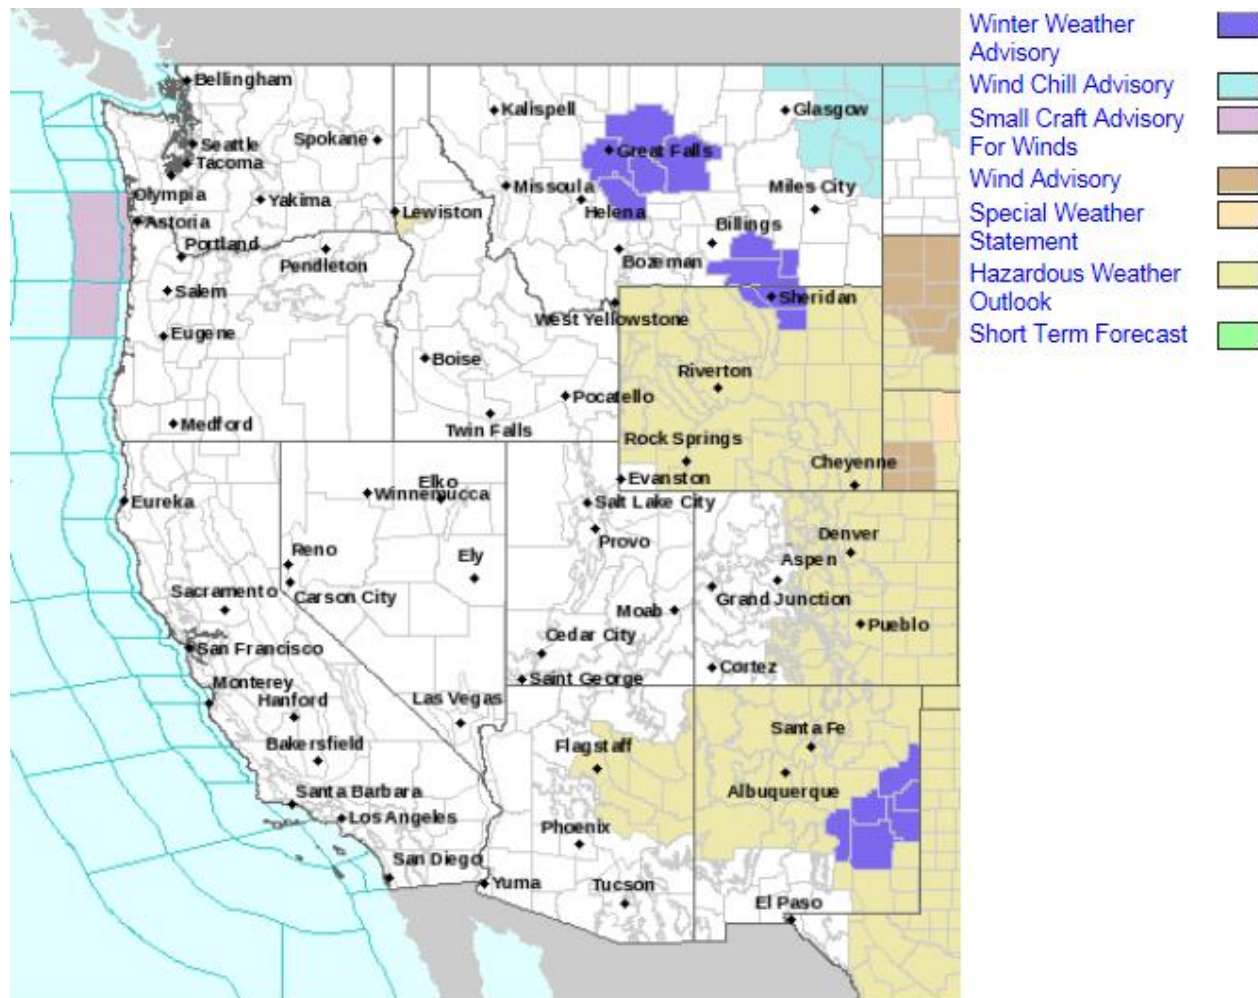 Winter Weather
Advisory
Wind Chill Advisory
Small Craft Advisory
For Winds
Wind Advisory
Special Weather
Statement
Hazardous Weather
Outlook
Short Term Forecast
Bellingham
Kalispell
Glasgow
Seattle
Spokane
Great Falls
Tacoma
Olympia
Yakima
Missoula
Miles City
Lewiston
Helena
Astoria
Billings
Portland
Pendleton
Bozeman
Salem
Sheridan
Eugene
West Yellowstone
Boise
Riverton
Pocatello
Medford
Twin Falls
Rock Springs
Cheyenne
Evanston
Elko
Winnemucca
Eureka
Salt Lake City
Provo
Denver
Reno
Ely
Aspen
Sacramento
Carson City
Grand Junction
Moab
Pueblo
Cedar City
San Francisco
Cortez
Saint George
Monterey
Hanford
Las Vegas
Santa Fe
Bakersfield
Flagstaff
Albuquerque
Santa Barbara
Los Angeles
Phoenix
San Diego
Yuma
Tucson
El Paso